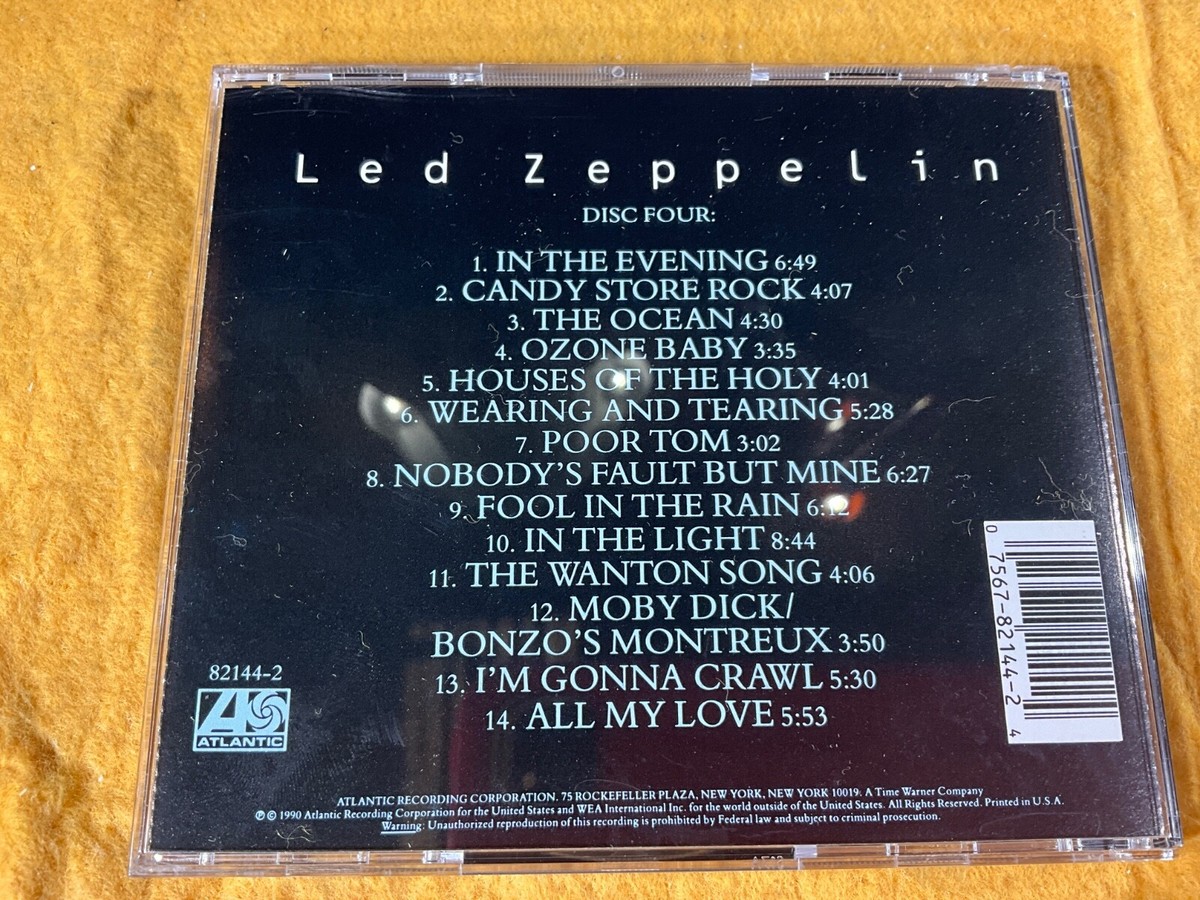 Led Zeppelin
DISC FOUR:
1. IN THE EVENING 6:49
2. CANDY STORE ROCK 4:07
3. THE OCEAN 4:30
4. OZONE BABY 3:35
5. HOUSES OF THE HOLY 4:01
6. WEARING AND TEARING 5:28
7. POOR TOM 3:02
8. NOBODY'S FAULT BUT MINE 6:27
9. FOOL IN THE RAIN 6:12
10. IN THE LIGHT 8:44
11. THE WANTON SONG 4:06
12. MOBY DICK/
BONZO'S MONTREUX 3:50
13. I'M GONNA CRAWL 5:30
14. ALL MY LOVE 5:53
82144-2
ATLANTIC
0 7567-82144-2 4
ATLANTIC RECORDING CORPORATION. 75 ROCKEFELLER PLAZA, NEW YORK, NEW YORK 10019. A Time Warner Company
℗ © 1990 Atlantic Recording Corporation for the United States and WEA International Inc. for the world outside of the United States. All Rights Reserved. Printed in U.S.A.
Warning: Unauthorized reproduction of this recording is prohibited by Federal law and subject to criminal prosecution.